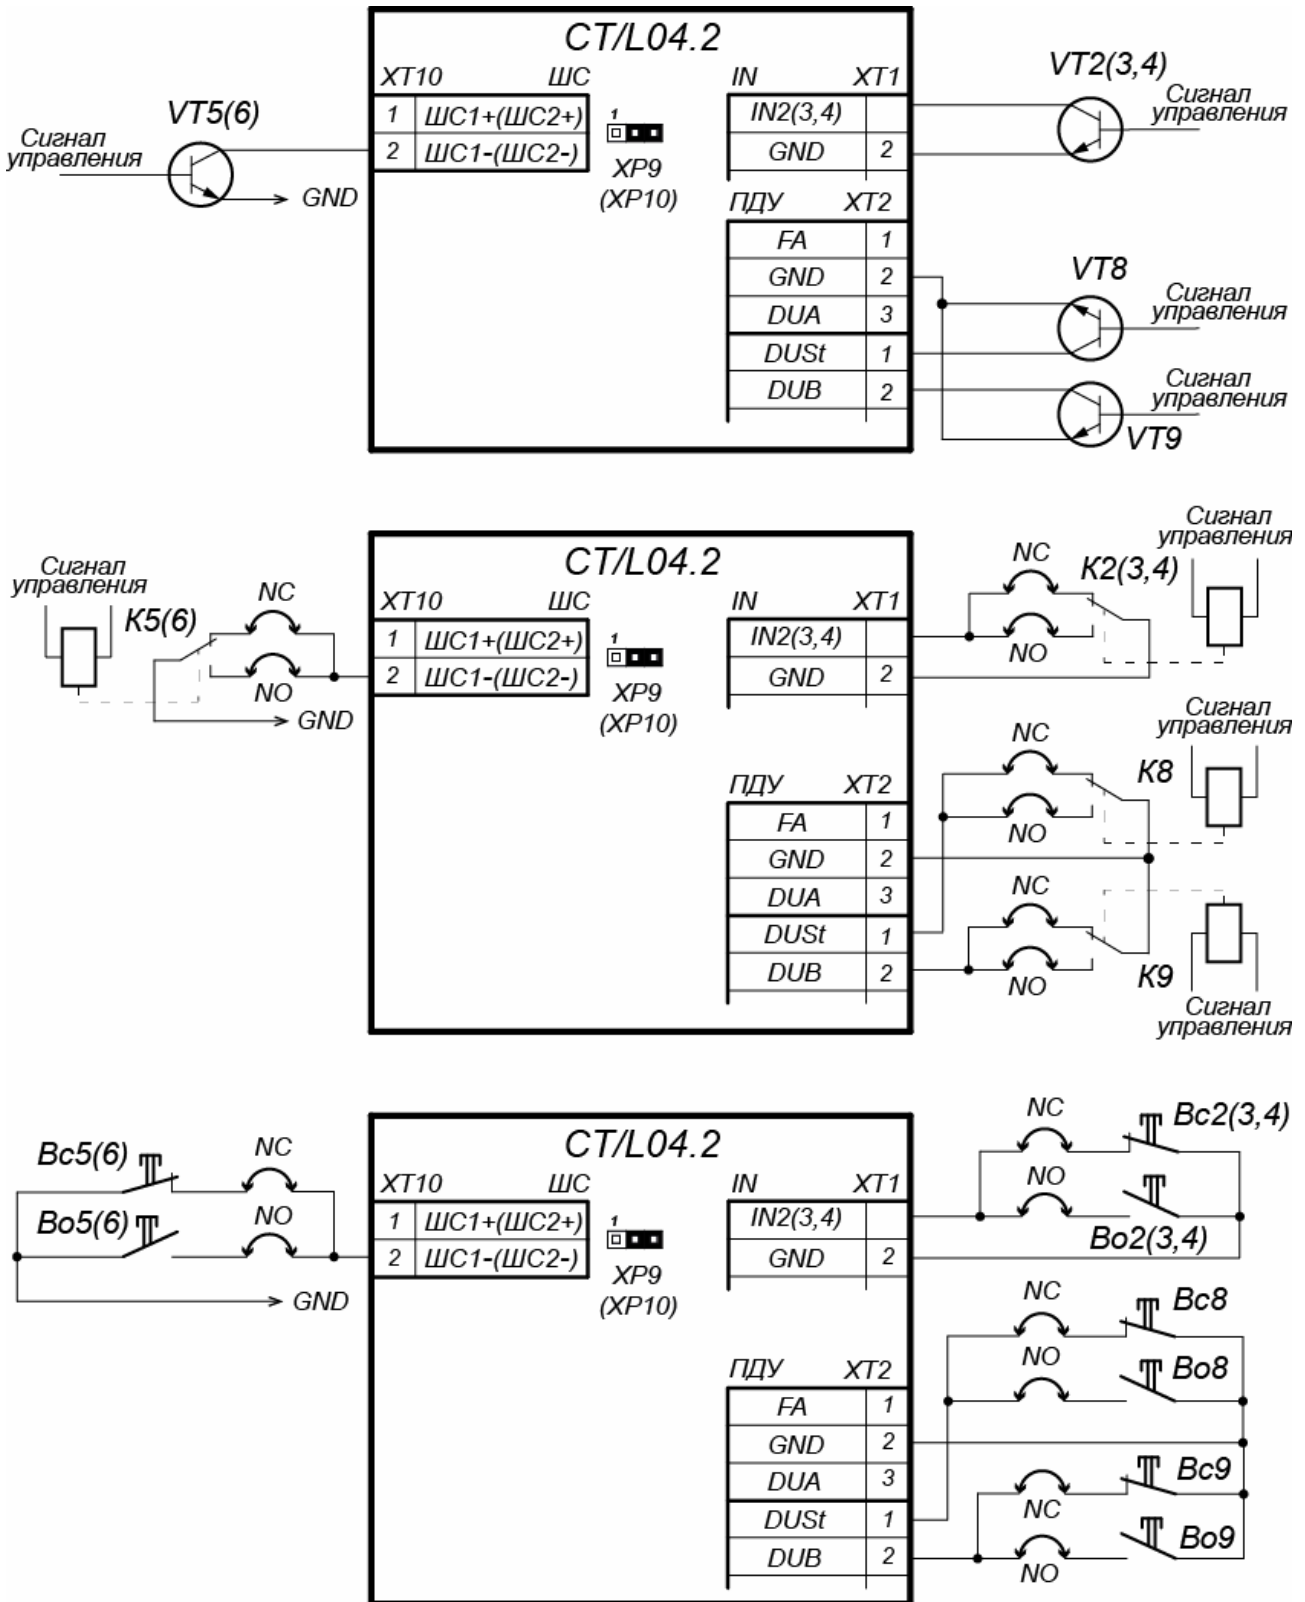 CT/L04.2
XT10 ШС
1 ШС1+(ШС2+)
2 ШС1-(ШС2-)
1
XP9
(XP10)
IN XT1
IN2(3,4)
GND 2
ПДУ XT2
FA 1
GND 2
DUA 3
DUSt 1
DUB 2
VT5(6)
Сигнал
управления
GND
VT2(3,4)
Сигнал
управления
VT8
Сигнал
управления
Сигнал
управления
VT9
CT/L04.2
XT10 ШС
1 ШС1+(ШС2+)
2 ШС1-(ШС2-)
1
XP9
(XP10)
IN XT1
IN2(3,4)
GND 2
ПДУ XT2
FA 1
GND 2
DUA 3
DUSt 1
DUB 2
Сигнал
управления
K5(6)
NC
NO
GND
Сигнал
управления
NC
K2(3,4)
NO
Сигнал
управления
NC
K8
NO
NC
K9
NO
Сигнал
управления
CT/L04.2
XT10 ШС
1 ШС1+(ШС2+)
2 ШС1-(ШС2-)
1
XP9
(XP10)
IN XT1
IN2(3,4)
GND 2
ПДУ XT2
FA 1
GND 2
DUA 3
DUSt 1
DUB 2
Bc5(6)
NC
Bo5(6)
NO
GND
NC
Bc2(3,4)
NO
Bo2(3,4)
NC
Bc8
NO
Bo8
Bc9
NC
Bo9
NO